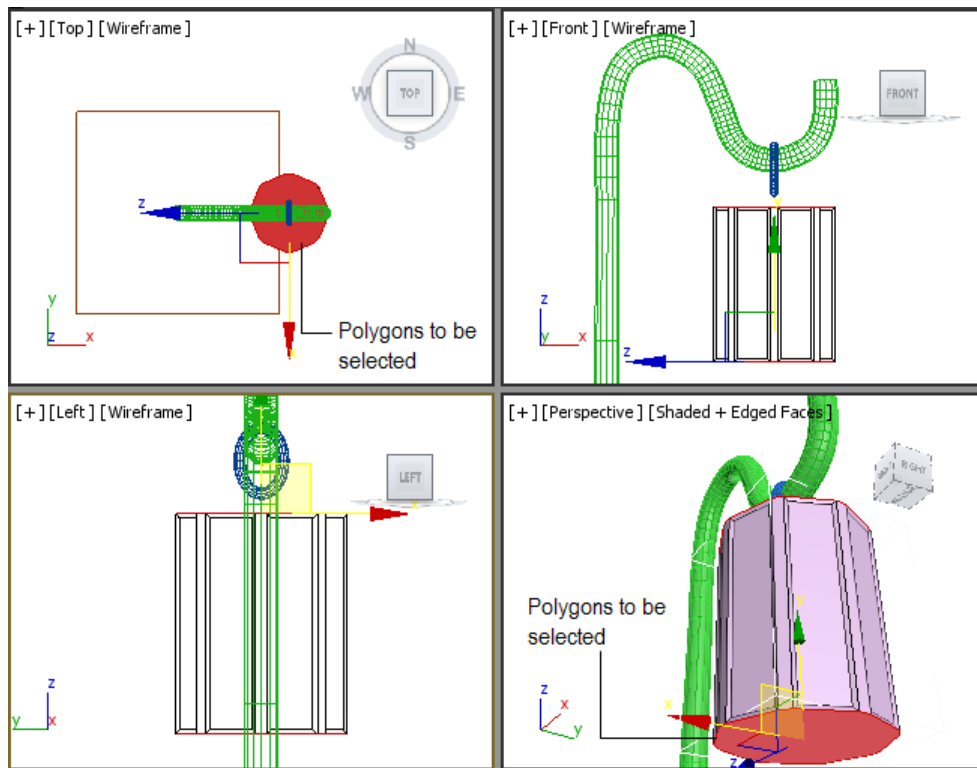 [+] [Top] [Wireframe]
N
W
TOP
E
S
z
x
Polygons to be
selected
y
z
x
[+] [Front] [Wireframe]
FRONT
y
z
z
y
x
[+] [Left] [Wireframe]
LEFT
x
z
y
x
[+] [Perspective] [Shaded + Edged Faces]
RIGHT
Polygons to be
selected
y
x
z
z
x
y